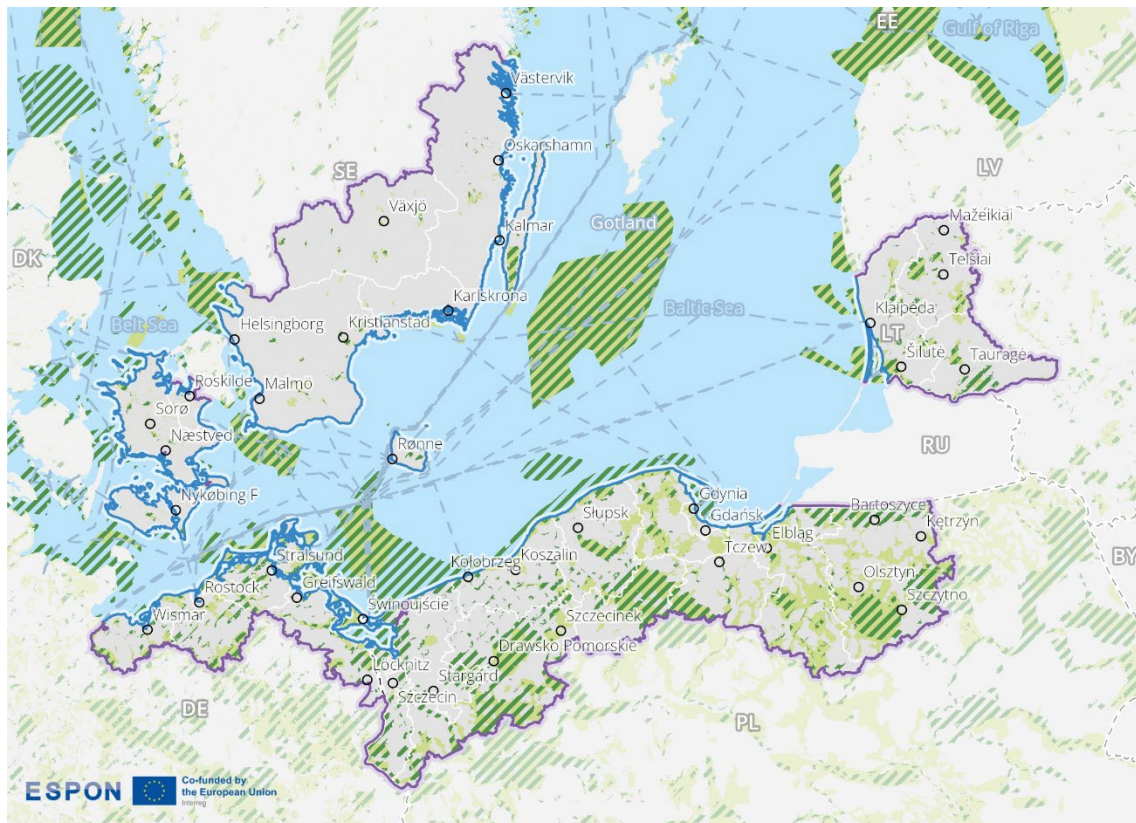 EE
Gulf of Riga
Västervik
Oskarshamn
SE
LV
Växjö
Gotland
Mažeikiai
Kalmar
Telšiai
DK
Karlskrona
Baltic Sea
Klaipėda
Belt Sea
Helsingborg
Kristianstad
LT
Šilutė
Tauragė
Roskilde
Malmö
Sorø
Næstved
Rønne
RU
Nykøbing F
Gdynia
Bartoszyce
Słupsk
Gdańsk
Kętrzyn
Elbląg
Tczew
Stralsund
Koszalin
Kołobrzeg
BY
Greifswald
Rostock
Olsztyn
Szczytno
Świnoujście
Wismar
Szczecinek
Drawsko Pomorskie
Löcknitz
Stargard
Szczecin
DE
PL
ESPON
Co-funded by
the European Union
Interreg